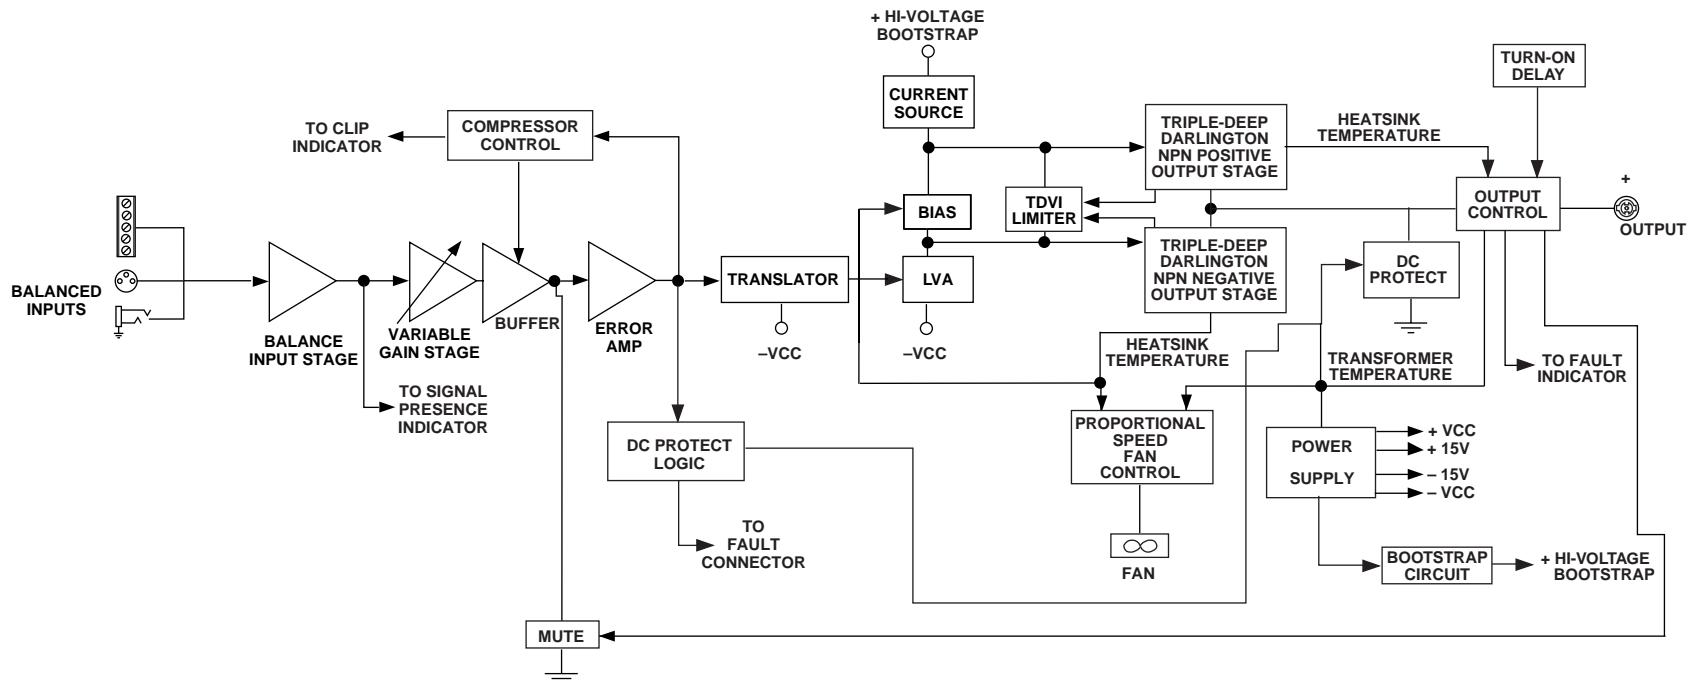 + HI-VOLTAGE
BOOTSTRAP
CURRENT
SOURCE
TURN-ON
DELAY
TO CLIP
INDICATOR
COMPRESSOR
CONTROL
TRIPLE-DEEP
DARLINGTON
NPN POSITIVE
OUTPUT STAGE
HEATSINK
TEMPERATURE
BIAS
TDVI
LIMITER
OUTPUT
CONTROL
+
OUTPUT
BALANCED
INPUTS
BALANCE
INPUT STAGE
VARIABLE
GAIN STAGE
BUFFER
ERROR
AMP
TRANSLATOR
–VCC
LVA
–VCC
TRIPLE-DEEP
DARLINGTON
NPN NEGATIVE
OUTPUT STAGE
DC
PROTECT
HEATSINK
TEMPERATURE
TRANSFORMER
TEMPERATURE
TO FAULT
INDICATOR
TO SIGNAL
PRESENCE
INDICATOR
DC PROTECT
LOGIC
PROPORTIONAL
SPEED
FAN
CONTROL
POWER
SUPPLY
+ VCC
+ 15V
– 15V
– VCC
TO
FAULT
CONNECTOR
FAN
BOOTSTRAP
CIRCUIT
+ HI-VOLTAGE
BOOTSTRAP
MUTE